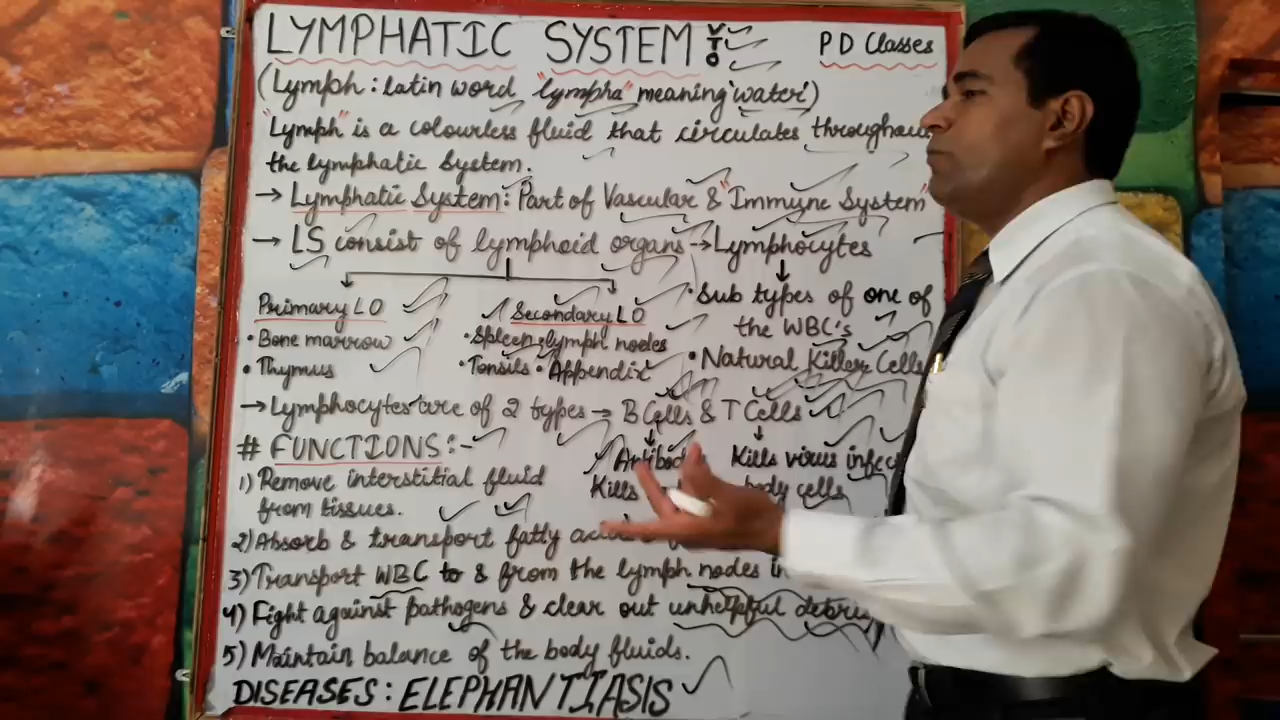 LYMPHATIC SYSTEM VTO
P D Classes
(Lymph : latin word "lympha" meaning 'water')
"Lymph" is a colourless fluid that circulates
the lymphatic System.
→ Lymphatic System: Part of Vascular & "Immune System"
→ LS consist of lymphoid organs → Lymphocytes
Primary LO
• Bone marrow
• Thymus
Secondary LO
• Spleen • lymph nodes
• Tonsils • Appendix
• Sub types of one of
the WBC's
• Natural Killer Cells
→ Lymphocytes are of 2 types → B Cells & T Cells
Kills virus
Kills body cells
# FUNCTIONS :-
1) Remove interstitial fluid
from tissues.
2) Absorb & transport fatty
3) Transport WBC to & from the lymph nodes
4) Fight against pathogens & clear out unhelpful debris
5) Maintain balance of the body fluids.
DISEASES : ELEPHANTIASIS